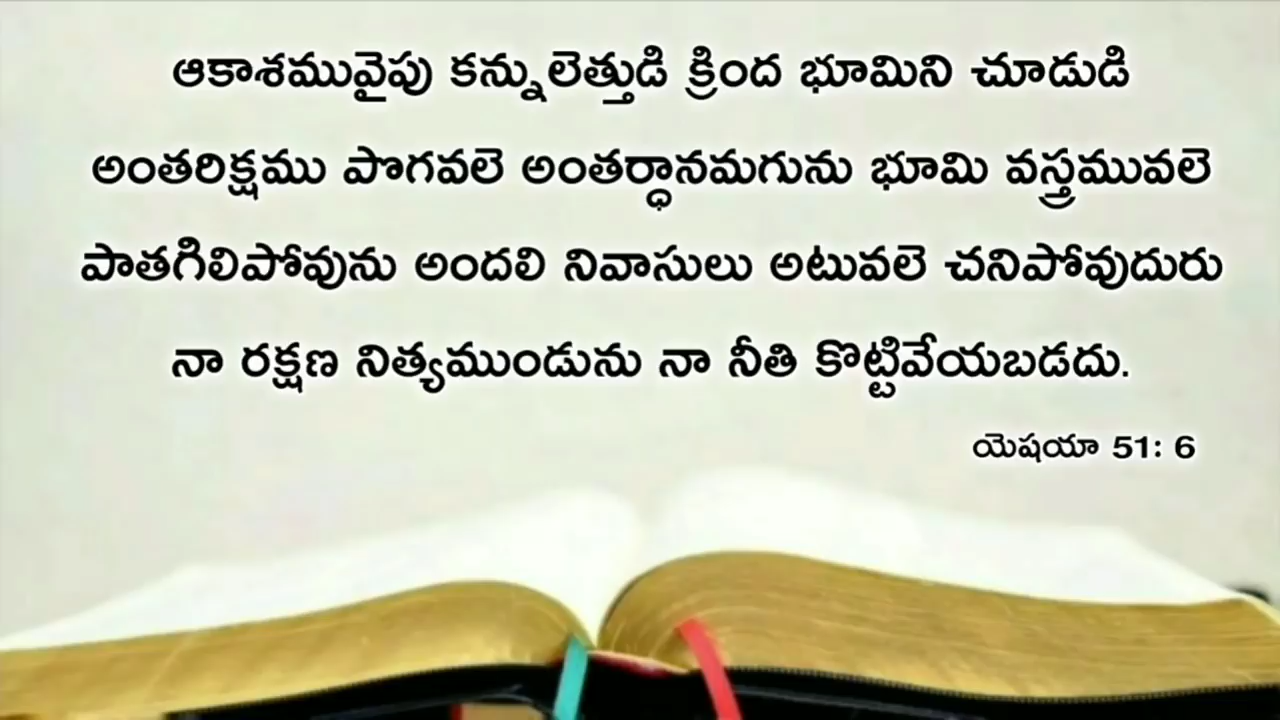 ఆకాశమువైపు కన్నులెత్తుడి క్రింద భూమిని చూడుడి
అంతరిక్షము పొగవలె అంతర్ధానమగును భూమి వస్త్రమువలె
పాతగిలిపోవును అందలి నివాసులు అటువలె చనిపోవుదురు
నా రక్షణ నిత్యముండును నా నీతి కొట్టివేయబడదు.
యెషయా 51: 6